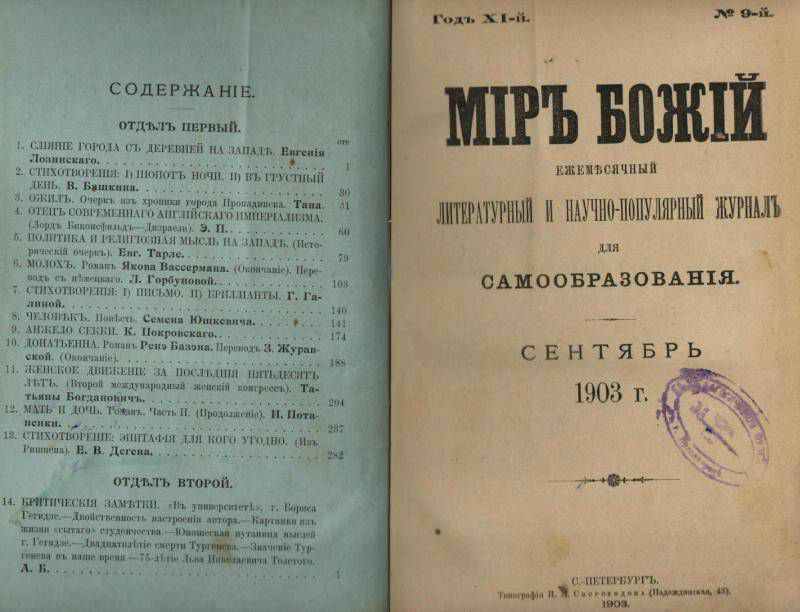 СОДЕРЖАНІЕ.
ОТДѢЛЪ ПЕРВЫЙ.
СТР.
1. СЛІЯНІЕ ГОРОДА СЪ ДЕРЕВНЕЙ НА ЗАПАДѢ. Евгенія
Лозинскаго. 1
2. СТИХОТВОРЕНІЯ: I) ШОПОТЪ НОЧИ. II) ВЪ ГРУСТНЫЙ
ДЕНЬ. В. Башкина. 30
3. ОЖИЛЪ. Очеркъ изъ хроники города Пропадинска. Тана. 31
4. ОТЕЦЪ СОВРЕМЕННАГО АНГЛІЙСКАГО ИМПЕРІАЛИЗМА.
(Лордъ Биконсфильдъ—Дизраели). Э. П. 60
5. ПОЛИТИКА И РЕЛИГІОЗНАЯ МЫСЛЬ НА ЗАПАДѢ. (Исто-
рическій очеркъ). Евг. Тарле. 79
6. МОЛОХЪ. Романъ Якова Вассермана. (Окончаніе). Пере-
водъ съ нѣмецкаго. Л. Горбуновой. 103
7. СТИХОТВОРЕНІЯ: I) ПИСЬМО. II) БРИЛЛІАНТЫ. Г. Га-
линой. 140
8. ЧЕЛОВѢКЪ. Повѣсть. Семена Юшкевича. 141
9. АНЖЕЛО СЕККИ. К. Покровскаго. 174
10. ДОНАТЬЕННА. Романъ Ренэ Базэна. Переводъ З. Журав-
ской. (Окончаніе). 188
11. ЖЕНСКОЕ ДВИЖЕНІЕ ЗА ПОСЛѢДНІЯ ПЯТЬДЕСЯТЪ
ЛѢТЪ. (Второй международный женскій конгрессъ). Та-
тьяны Богдановичъ. 204
12. МАТЬ И ДОЧЬ. Романъ. Часть II. (Продолженіе). И. Пота-
пенки. 237
13. СТИХОТВОРЕНІЕ: ЭПИТАФІЯ ДЛЯ КОГО УГОДНО. (Изъ
Ришпена). Е. В. Дегена. 282
ОТДѢЛЪ ВТОРОЙ.
14. КРИТИЧЕСКІЯ ЗАМѢТКИ. «Въ университетѣ», г. Бориса
Гегидзе.—Двойственность настроенія автора.—Картинки изъ
жизни «сытаго» студенчества.—Юношеская путаница мыслей
г. Гегидзе.—Двадцатилѣтіе смерти Тургенева.—Значеніе Тур-
генева въ наше время.—75-лѣтіе Льва Николаевича Толстого.
А. Б. 1
Годъ XI-й. № 9-й.
МІРЪ БОЖІЙ
ЕЖЕМѢСЯЧНЫЙ
ЛИТЕРАТУРНЫЙ И НАУЧНО-ПОПУЛЯРНЫЙ ЖУРНАЛЪ
ДЛЯ
САМООБРАЗОВАНІЯ.
СЕНТЯБРЬ
1903 г.
С.-ПЕТЕРБУРГЪ.
Типографія И. Н. Скороходова (Надеждинская, 43).
1903.